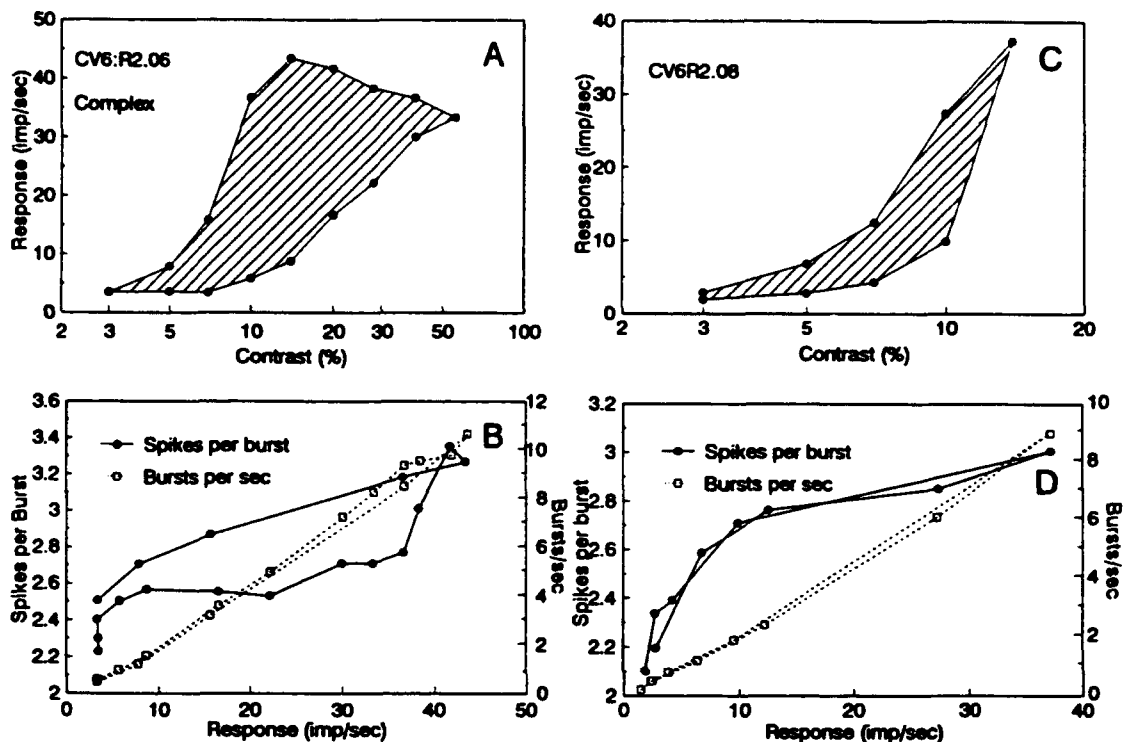 50
40
30
20
10
0
Response (imp/sec)
CV6:R2.06
Complex
A
2 3 5 10 20 30 50 100
Contrast (%)
40
30
20
10
0
Response (imp/sec)
CV6R2.08
C
2 3 5 10 20
Contrast (%)
3.6
3.4
3.2
3
2.8
2.6
2.4
2.2
2
Spikes per Burst
Spikes per burst
Bursts per sec
B
12
10
8
6
4
2
0
Bursts/sec
0 10 20 30 40 50
Response (imp/sec)
3.2
3
2.8
2.6
2.4
2.2
2
Spikes per burst
Spikes per burst
Bursts per sec
D
10
8
6
4
2
0
Bursts/sec
0 10 20 30 40
Response (imp/sec)